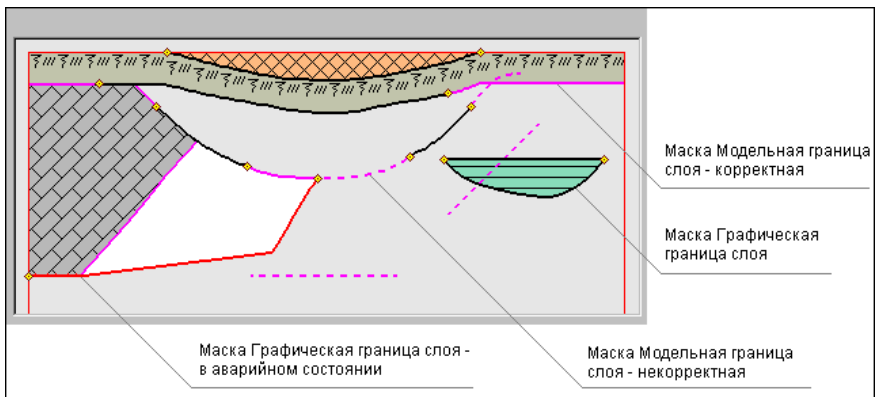 Маска Модельная граница
слоя - корректная
Маска Графическая
граница слоя
Маска Графическая граница слоя -
в аварийном состоянии
Маска Модельная граница
слоя - некорректная